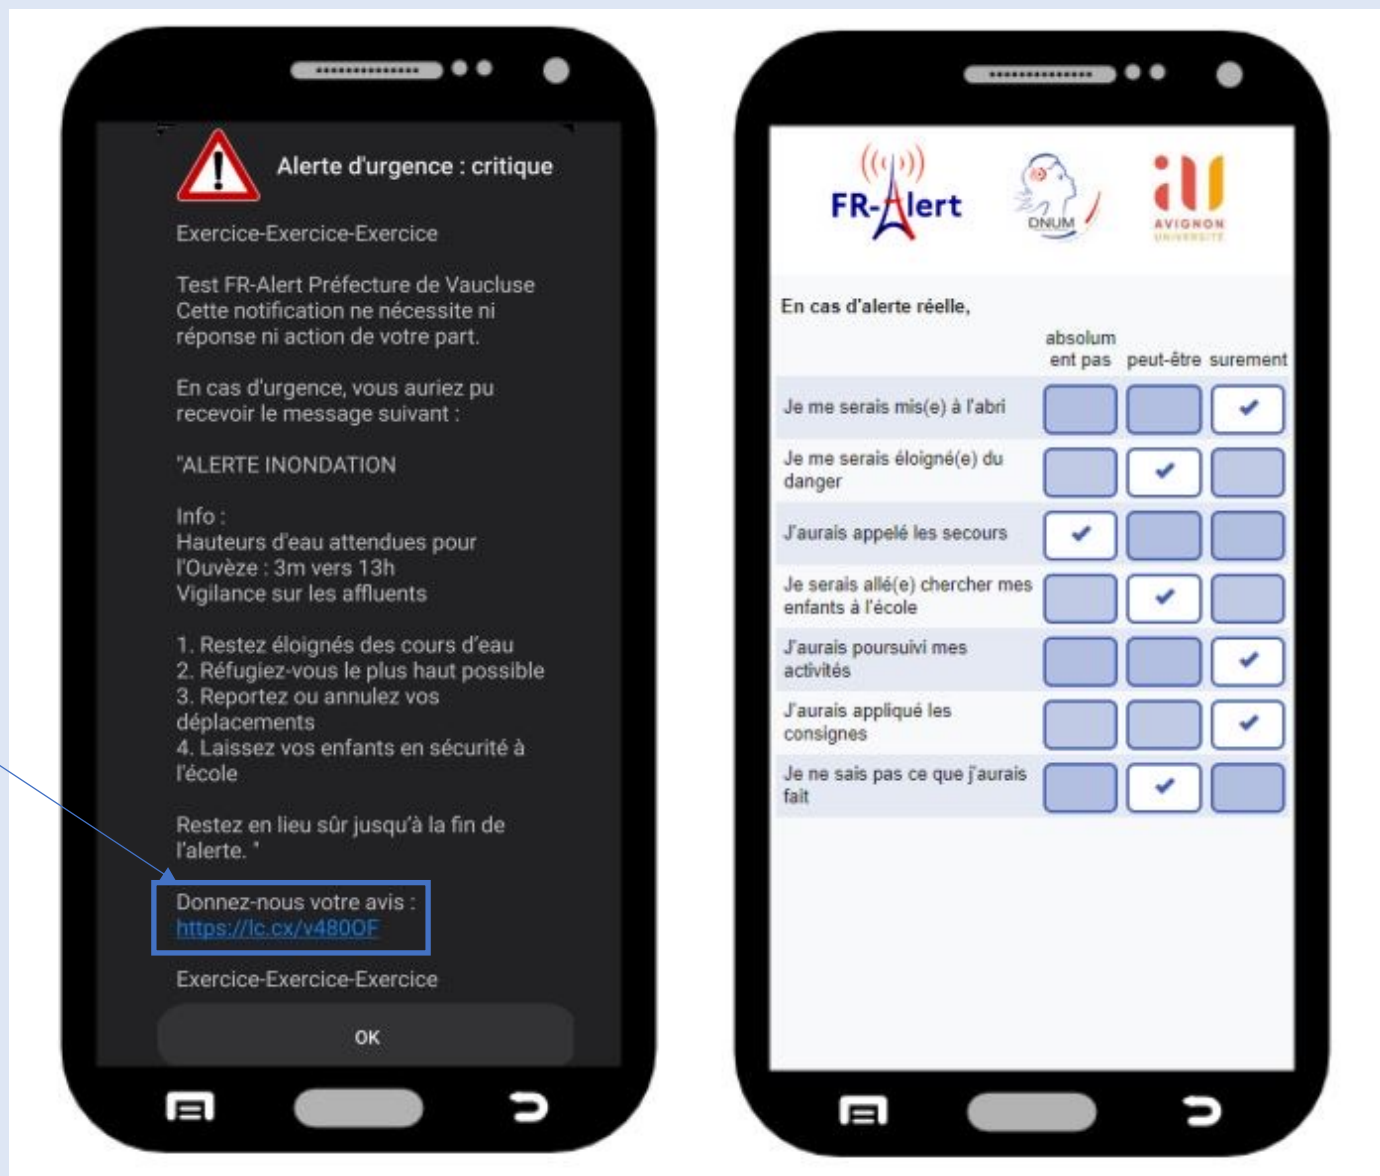 Alerte d'urgence : critique
Exercice-Exercice-Exercice
Test FR-Alert Préfecture de Vaucluse
Cette notification ne nécessite ni
réponse ni action de votre part.
En cas d'urgence, vous auriez pu
recevoir le message suivant :
"ALERTE INONDATION
Info :
Hauteurs d'eau attendues pour
l'Ouvèze : 3m vers 13h
Vigilance sur les affluents
1. Restez éloignés des cours d'eau
2. Réfugiez-vous le plus haut possible
3. Reportez ou annulez vos
déplacements
4. Laissez vos enfants en sécurité à
l'école
Restez en lieu sûr jusqu'à la fin de
l'alerte. "
Donnez-nous votre avis :
https://lc.cx/v480OF
Exercice-Exercice-Exercice
OK
FR-Alert
DNUM
AVIGNON
UNIVERSITÉ
En cas d'alerte réelle,
absolum
ent pas peut-être surement
Je me serais mis(e) à l'abri
Je me serais éloigné(e) du
danger
J'aurais appelé les secours
Je serais allé(e) chercher mes
enfants à l'école
J'aurais poursuivi mes
activités
J'aurais appliqué les
consignes
Je ne sais pas ce que j'aurais
fait